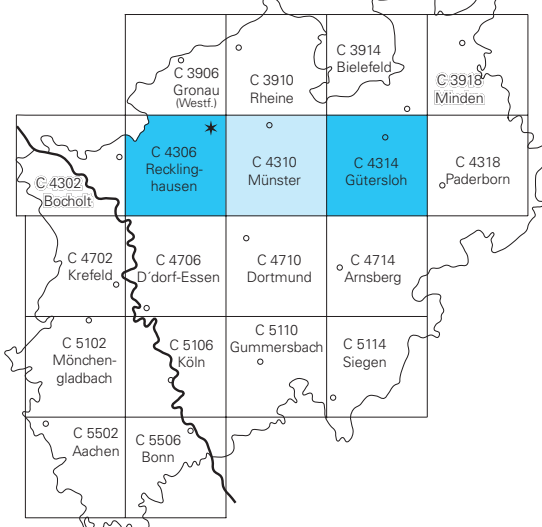 C 3906
Gronau
(Westf.)
C 3910
Rheine
C 3914
Bielefeld
C 3918
Minden
C 4302
Bocholt
C 4306
Reckling-
hausen
C 4310
Münster
C 4314
Gütersloh
C 4318
Paderborn
C 4702
Krefeld
C 4706
D´dorf-Essen
C 4710
Dortmund
C 4714
Arnsberg
C 5102
Mönchen-
gladbach
C 5106
Köln
C 5110
Gummersbach
C 5114
Siegen
C 5502
Aachen
C 5506
Bonn